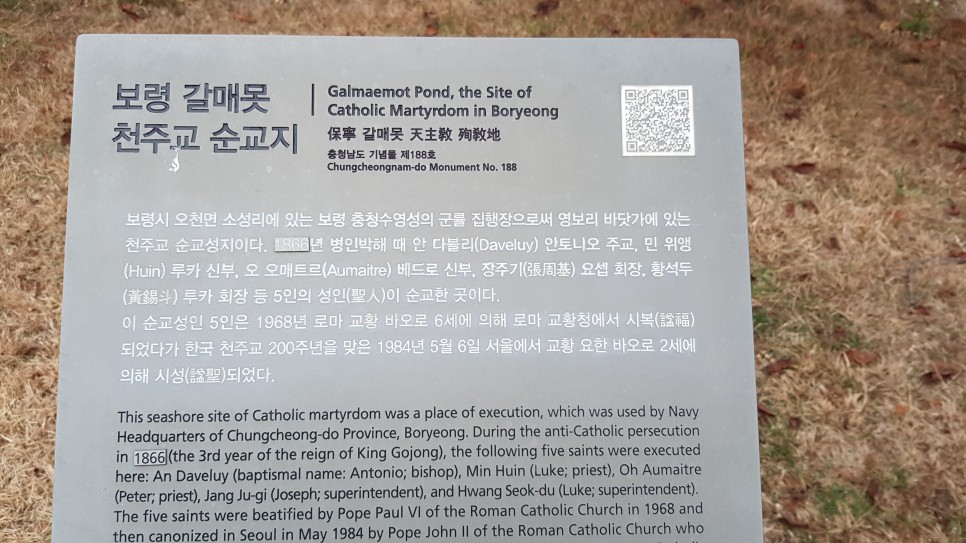 보령 갈매못
천주교 순교지
Galmaemot Pond, the Site of
Catholic Martyrdom in Boryeong
保寧 갈매못 天主敎 殉敎地
충청남도 기념물 제188호
Chungcheongnam-do Monument No. 188
보령시 오천면 소성리에 있는 보령 충청수영성의 군률 집행장으로써 영보리 바닷가에 있는
천주교 순교성지이다. 1866년 병인박해 때 안 다블리(Daveluy) 안토니오 주교, 민 위앵
(Huin) 루카 신부, 오 오매트르(Aumaitre) 베드로 신부, 장주기(張周基) 요셉 회장, 황석두
(黃錫斗) 루카 회장 등 5인의 성인(聖人)이 순교한 곳이다.
이 순교성인 5인은 1968년 로마 교황 바오로 6세에 의해 로마 교황청에서 시복(諡福)
되었다가 한국 천주교 200주년을 맞은 1984년 5월 6일 서울에서 교황 요한 바오로 2세에
의해 시성(諡聖)되었다.
This seashore site of Catholic martyrdom was a place of execution, which was used by Navy
Headquarters of Chungcheong-do Province, Boryeong. During the anti-Catholic persecution
in 1866(the 3rd year of the reign of King Gojong), the following five saints were executed
here: An Daveluy (baptismal name: Antonio; bishop), Min Huin (Luke; priest), Oh Aumaitre
(Peter; priest), Jang Ju-gi (Joseph; superintendent), and Hwang Seok-du (Luke; superintendent).
The five saints were beatified by Pope Paul VI of the Roman Catholic Church in 1968 and
then canonized in Seoul in May 1984 by Pope John II of the Roman Catholic Church who